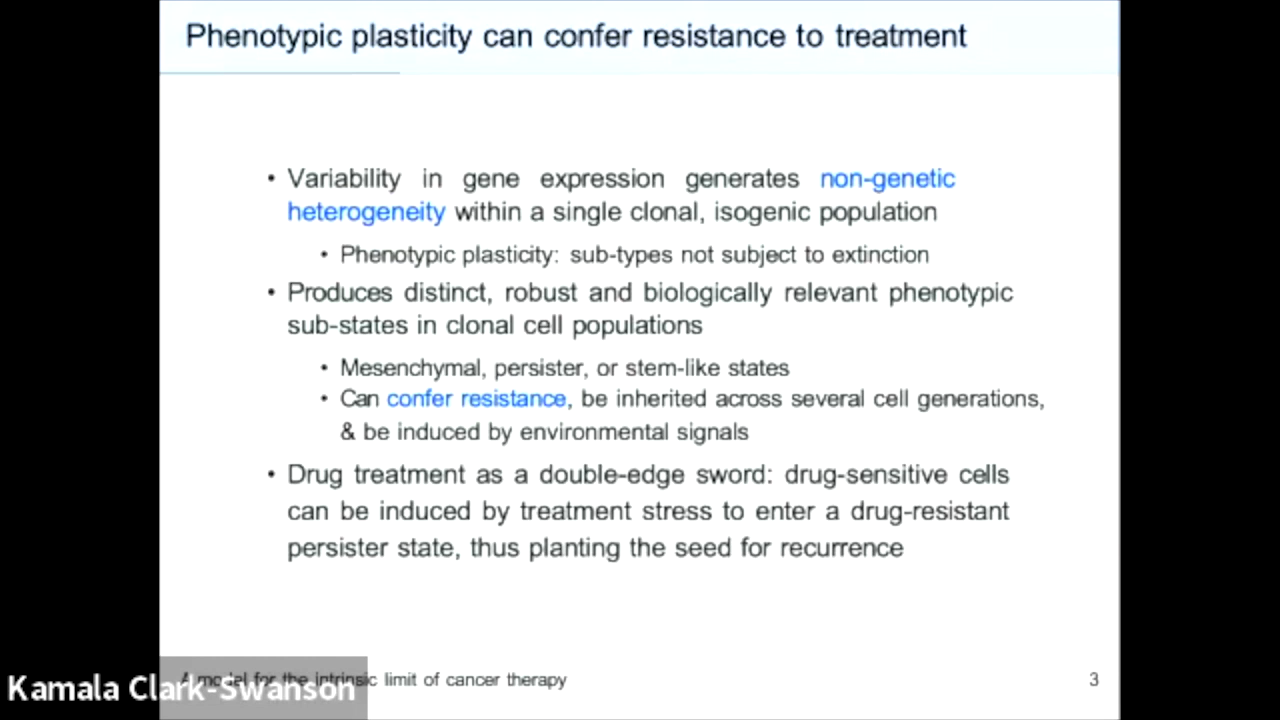 Phenotypic plasticity can confer resistance to treatment
• Variability in gene expression generates non-genetic
heterogeneity within a single clonal, isogenic population
• Phenotypic plasticity: sub-types not subject to extinction
• Produces distinct, robust and biologically relevant phenotypic
sub-states in clonal cell populations
• Mesenchymal, persister, or stem-like states
• Can confer resistance, be inherited across several cell generations,
& be induced by environmental signals
• Drug treatment as a double-edge sword: drug-sensitive cells
can be induced by treatment stress to enter a drug-resistant
persister state, thus planting the seed for recurrence
A model for the intrinsic limit of cancer therapy
3
Kamala Clark-Swanson